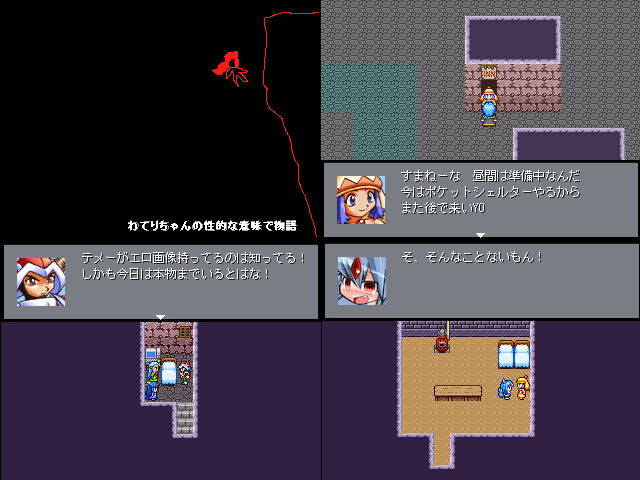 わてりちゃんの性的な意味で物語
INN
すまねーな　昼間は準備中なんだ
今はポケットシェルターやるから
また後で来いYO
テメーがエロ画像持ってるのは知ってる！
しかも今日は本物までいるとはな！
そ、そんなことないもん！